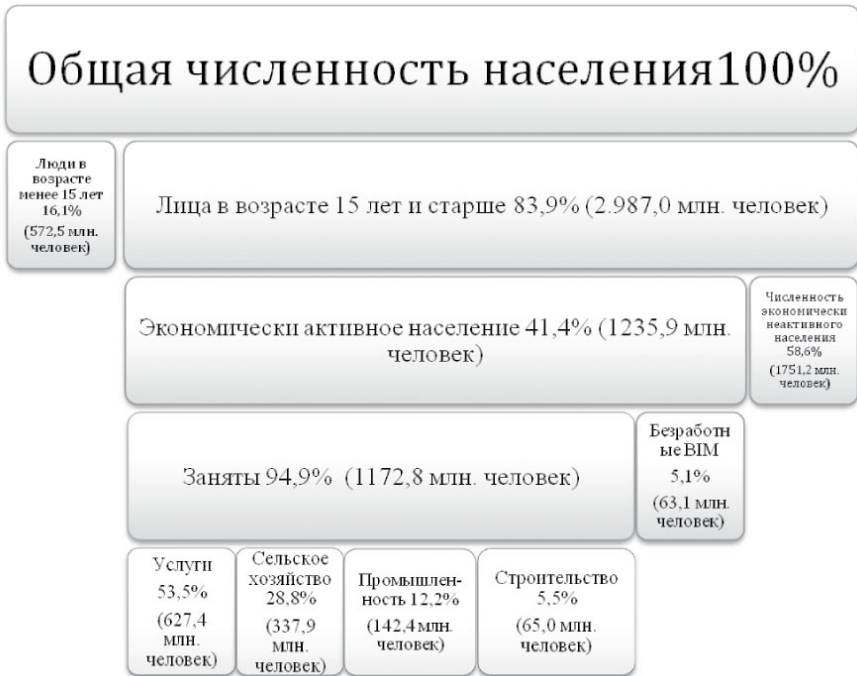 Общая численность населения100%
Люди в
возрасте
менее 15 лет
16,1%
(572,5 млн.
человек)
Лица в возрасте 15 лет и старше 83,9% (2.987,0 млн. человек)
Экономически активное население 41,4% (1235,9 млн.
человек)
Численность
экономически
неактивного
населения
58,6%
(1751,2 млн.
человек)
Заняты 94,9% (1172,8 млн. человек)
Безработн
ые BIM
5,1%
(63,1 млн.
человек)
Услуги
53,5%
(627,4
млн.
человек)
Сельское
хозяйство
28,8%
(337,9
млн.
человек)
Промышлен-
ность 12,2%
(142,4млн.
человек)
Строительство
5,5%
(65,0 млн.
человек)